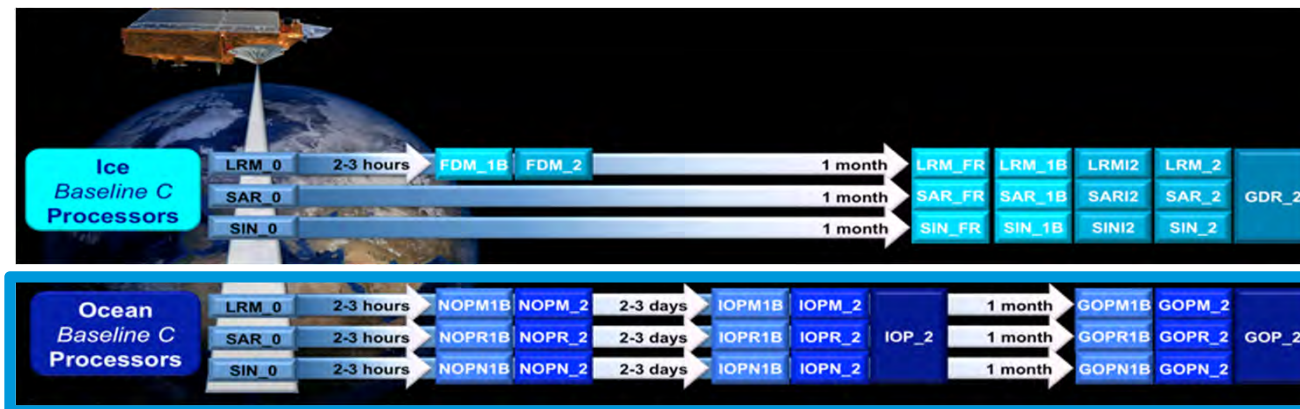 Ice
Baseline C
Processors
LRM_0 2-3 hours FDM_1B FDM_2 1 month LRM_FR LRM_1B LRMI2 LRM_2
SAR_0 1 month SAR_FR SAR_1B SARI2 SAR_2 GDR_2
SIN_0 1 month SIN_FR SIN_1B SINI2 SIN_2
Ocean
Baseline C
Processors
LRM_0 2-3 hours NOPM1B NOPM_2 2-3 days IOPM1B IOPM_2 1 month GOPM1B GOPM_2
SAR_0 2-3 hours NOPR1B NOPR_2 2-3 days IOPR1B IOPR_2 IOP_2 1 month GOPR1B GOPR_2 GOP_2
SIN_0 2-3 hours NOPN1B NOPN_2 2-3 days IOPN1B IOPN_2 1 month GOPN1B GOPN_2